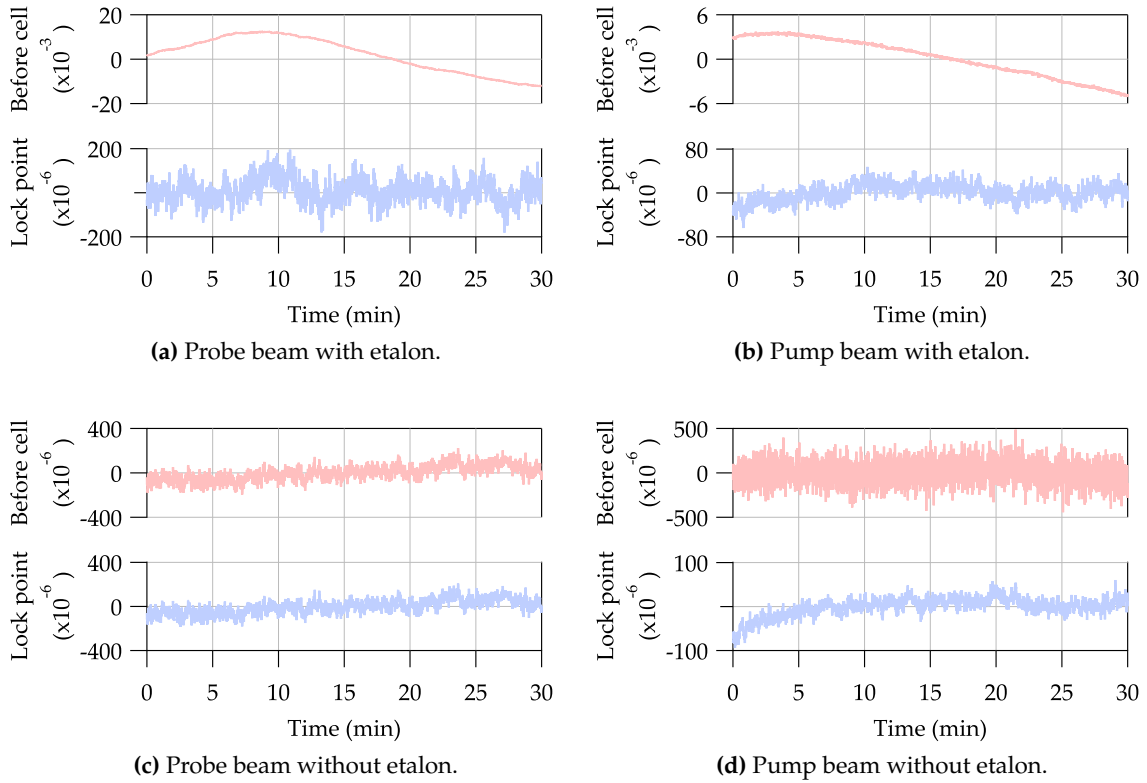 Before cell
(x10⁻³ )
20
0
-20
Lock point
(x10⁻⁶ )
200
0
-200
0 5 10 15 20 25 30
Time (min)
(a) Probe beam with etalon.
Before cell
(x10⁻³ )
6
0
-6
Lock point
(x10⁻⁶ )
80
0
-80
0 5 10 15 20 25 30
Time (min)
(b) Pump beam with etalon.
Before cell
(x10⁻⁶ )
400
0
-400
Lock point
(x10⁻⁶ )
400
0
-400
0 5 10 15 20 25 30
Time (min)
(c) Probe beam without etalon.
Before cell
(x10⁻⁶ )
500
0
-500
Lock point
(x10⁻⁶ )
100
-100
0 5 10 15 20 25 30
Time (min)
(d) Pump beam without etalon.